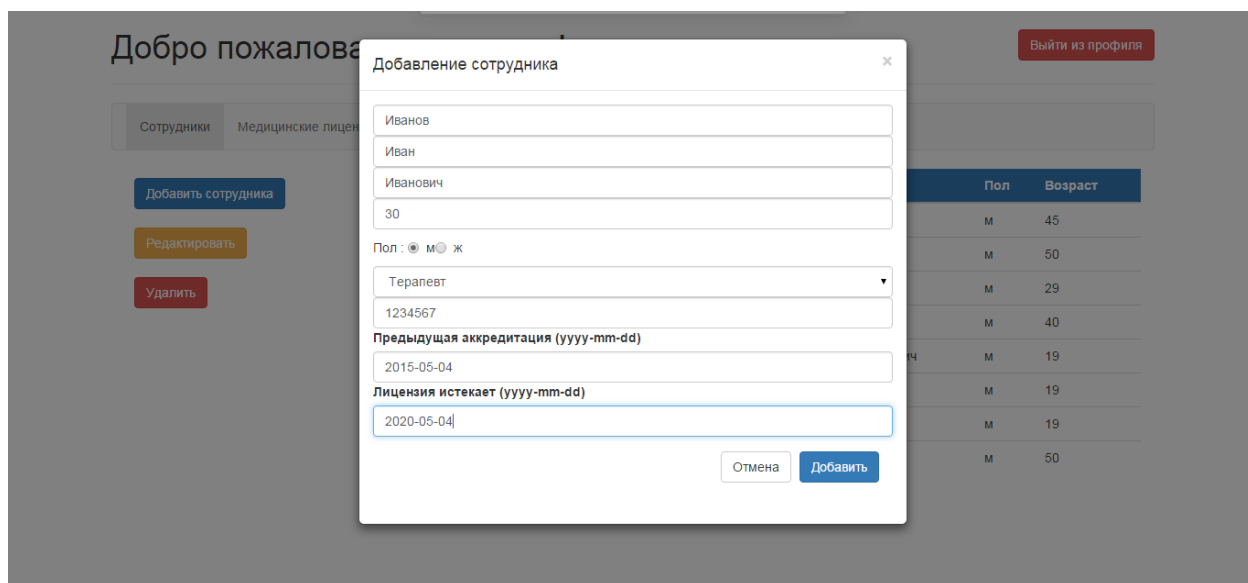 Добро пожалова
Выйти из профиля
Добавление сотрудника ×
Сотрудники Медицинские лицен
Иванов
Иван
Иванович
30
Пол : м ж
Терапевт
1234567
Предыдущая аккредитация (yyyy-mm-dd)
2015-05-04
Лицензия истекает (yyyy-mm-dd)
2020-05-04
Отмена Добавить
Добавить сотрудника
Редактировать
Удалить
Пол Возраст
м 45
м 50
м 29
м 40
ич м 19
м 19
м 19
м 50